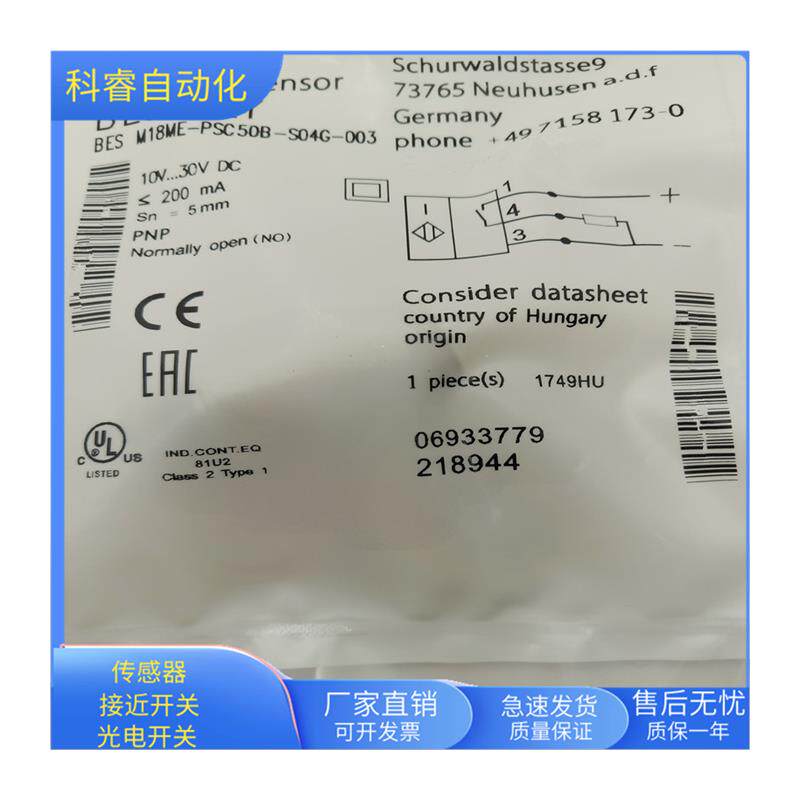 科睿自动化
ensor
BES M18ME-PSC50B-S04G-003
10V...30V DC
≤ 200 mA
Sn = 5mm
PNP
Normally open (NO)
Schurwaldstasse9
73765 Neuhusen a.d.f
Germany
phone +497158 173-0
1
4
3
+
−
I
CE
EAC
Consider datasheet
country of Hungary
origin
1 piece(s) 1749HU
06933779
218944
C UL US
LISTED
IND.CONT.EQ
81U2
Class 2 Type 1
传感器
接近开关
光电开关
厂家直销
可开发票
急速发货
质量保证
售后无忧
质保一年